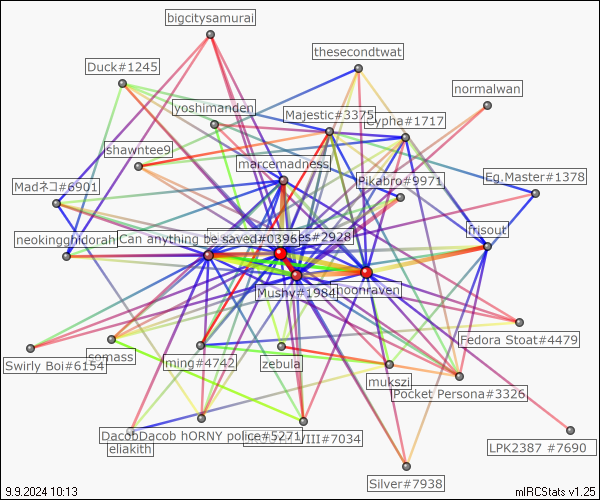 bigcitysamurai
thesecondtwat
Duck#1245
normalwan
yoshimanden
Majestic#3375
Cypha#1717
shawntee9
marcemadness
Pikabro#9971
Eg.Master#1378
Madネコ#6901
frisout
neokingghidorah
Can anything be saved#0396
es#2928
Mushy#1984
moonraven
Fedora Stoat#4479
Swirly Boi#6154
somass
ming#4742
zebula
mukszi
Pocket Persona#3326
DacobDacob hORNY police#5271
VIII#7034
eliakith
LPK2387 #7690
Silver#7938
9.9.2024 10:13
mIRCStats v1.25